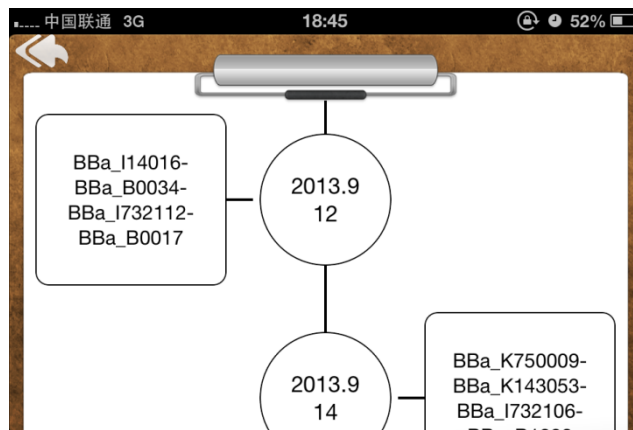 中国联通 3G 18:45 52%
BBa_I14016-
BBa_B0034-
BBa_I732112-
BBa_B0017
2013.9
12
2013.9
14
BBa_K750009-
BBa_K143053-
BBa_I732106-